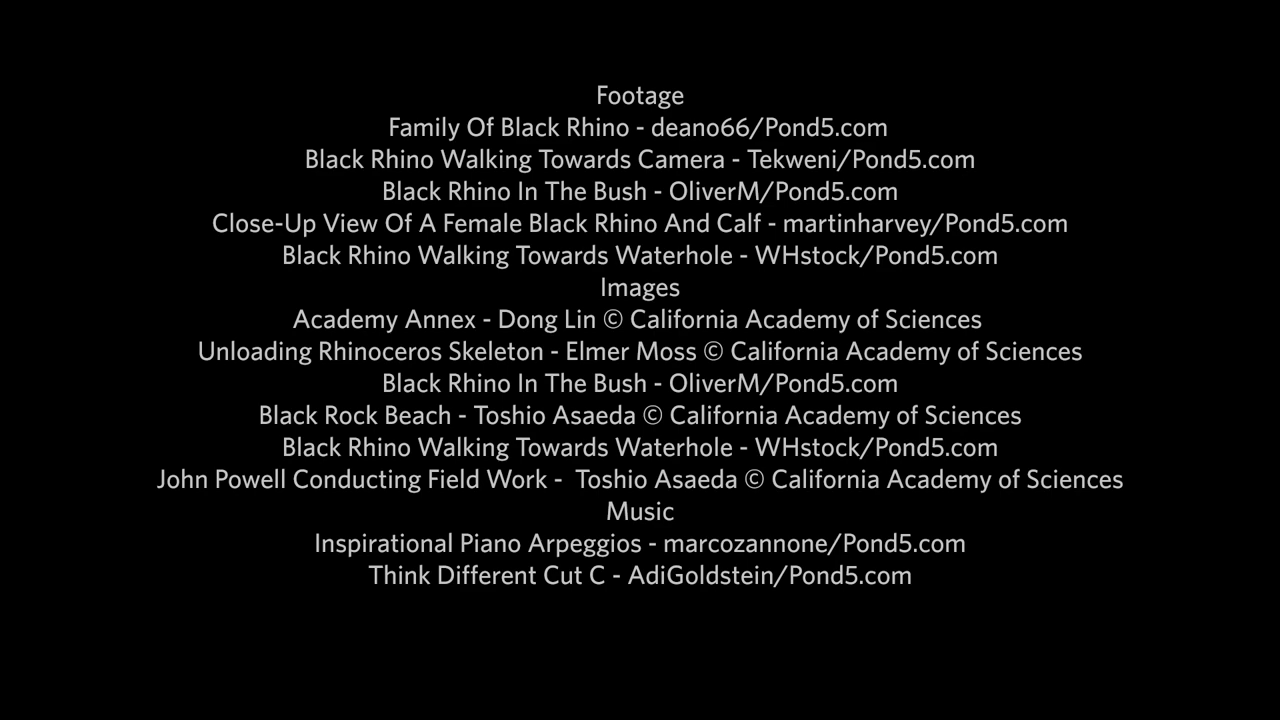 Footage
Family Of Black Rhino - deano66/Pond5.com
Black Rhino Walking Towards Camera - Tekweni/Pond5.com
Black Rhino In The Bush - OliverM/Pond5.com
Close-Up View Of A Female Black Rhino And Calf - martinharvey/Pond5.com
Black Rhino Walking Towards Waterhole - WHstock/Pond5.com
Images
Academy Annex - Dong Lin © California Academy of Sciences
Unloading Rhinoceros Skeleton - Elmer Moss © California Academy of Sciences
Black Rhino In The Bush - OliverM/Pond5.com
Black Rock Beach - Toshio Asaeda © California Academy of Sciences
Black Rhino Walking Towards Waterhole - WHstock/Pond5.com
John Powell Conducting Field Work -  Toshio Asaeda © California Academy of Sciences
Music
Inspirational Piano Arpeggios - marcozannone/Pond5.com
Think Different Cut C - AdiGoldstein/Pond5.com